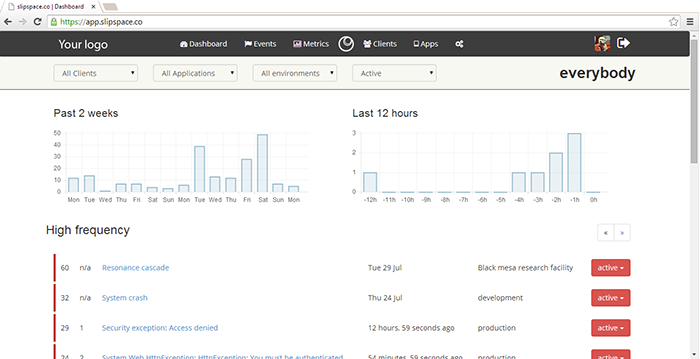 slipspace.co | Dashboard
https://app.slipspace.co
Your logo Dashboard Events Metrics Clients Apps
All Clients All Applications All environments Active everybody
Past 2 weeks
50
40
30
20
10
0
Mon Tue Wed Thu Fri Sat Sun Mon Tue Wed Thu Fri Sat Sun Mon
Last 12 hours
3
2
1
0
-12h -11h -10h -9h -8h -7h -6h -5h -4h -3h -2h -1h 0h
High frequency « »
60 n/a Resonance cascade Tue 29 Jul Black mesa research facility active
32 n/a System crash Thu 24 Jul development active
29 1 Security exception: Access denied 12 hours, 59 seconds ago production active
24 2 System.Web.HttpException: HttpException: You must be authenticated 54 minutes, 59 seconds ago production active